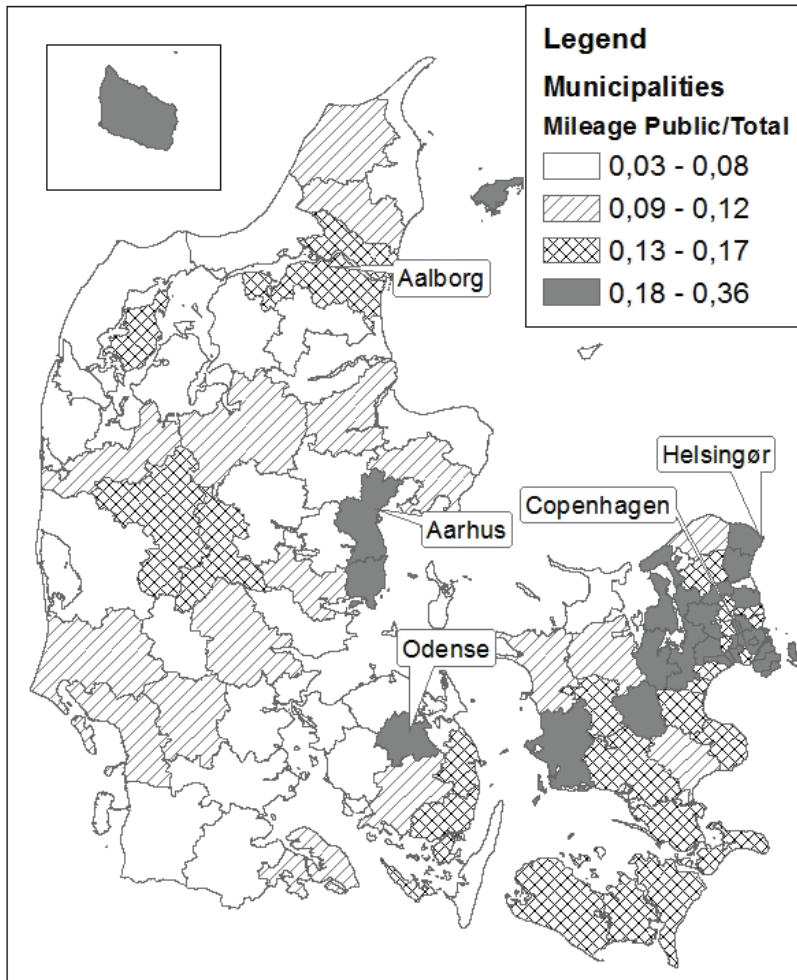 Legend
Municipalities
Mileage Public/Total
0,03 - 0,08
0,09 - 0,12
0,13 - 0,17
0,18 - 0,36
Aalborg
Helsingør
Copenhagen
Aarhus
Odense